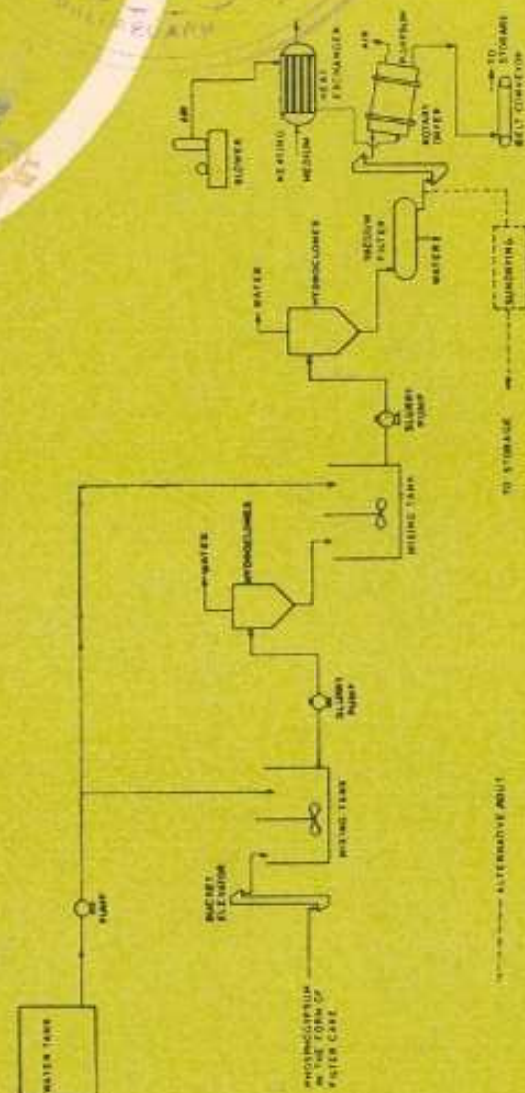 WATER TANK
PUMP
PHOSPHOGYPSUM
IN THE FORM OF
FILTER CAKE
BUCKET
ELEVATOR
MIXING TANK
SLURRY
PUMP
WATER
HYDROCLONES
MIXING TANK
SLURRY
PUMP
WATER
HYDROCLONES
VACUUM
FILTER
WATER
AIR
BLOWER
HEATING
MEDIUM
HEAT
EXCHANGER
AIR
ROTARY
DRYER
TO
STORAGE
BELT CONVEYOR
SUNDRYING
TO STORAGE